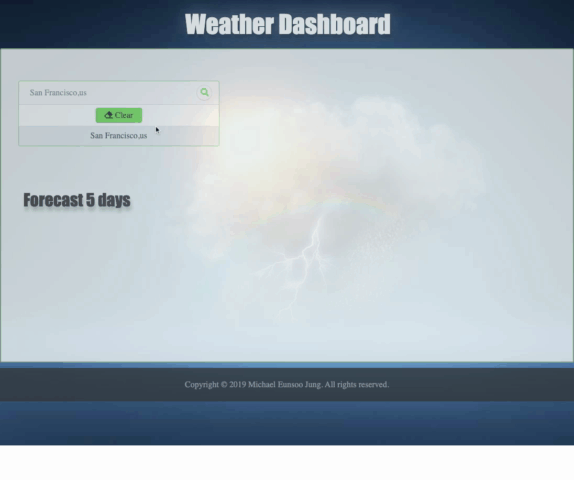 Weather Dashboard
San Francisco,us
Clear
San Francisco,us
Forecast 5 days
Copyright © 2019 Michael Eunsoo Jung. All rights reserved.